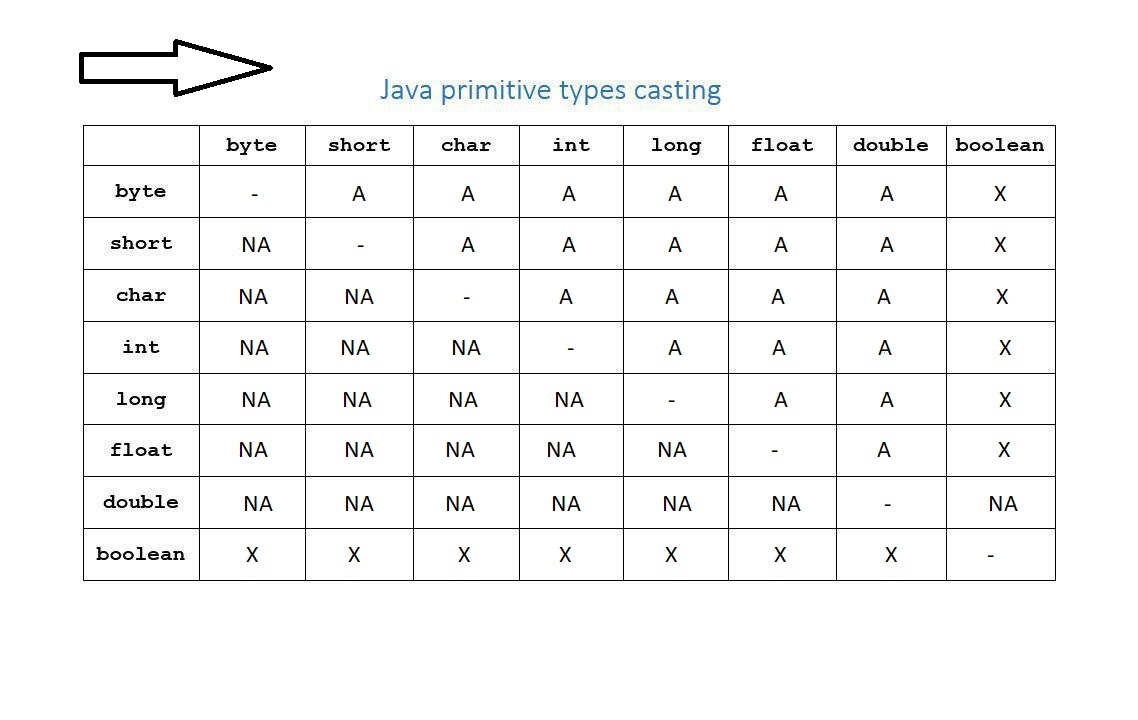 Java primitive types casting
byte short char int long float double boolean
byte - A A A A A A X
short NA - A A A A A X
char NA NA - A A A A X
int NA NA NA - A A A X
long NA NA NA NA - A A X
float NA NA NA NA NA - A X
double NA NA NA NA NA NA - NA
boolean X X X X X X X -